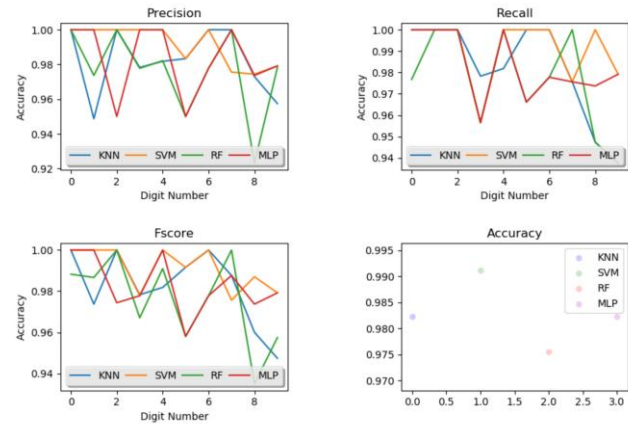 Precision
1.00
0.98
0.96
0.94
0.92
Accuracy
KNN SVM RF MLP
0 2 4 6 8
Digit Number
Recall
1.00
0.99
0.98
0.97
0.96
0.95
0.94
Accuracy
KNN SVM RF MLP
0 2 4 6 8
Digit Number
Fscore
1.00
0.98
0.96
0.94
Accuracy
KNN SVM RF MLP
0 2 4 6 8
Digit Number
Accuracy
0.995
0.990
0.985
0.980
0.975
0.970
KNN
SVM
RF
MLP
0.0 0.5 1.0 1.5 2.0 2.5 3.0